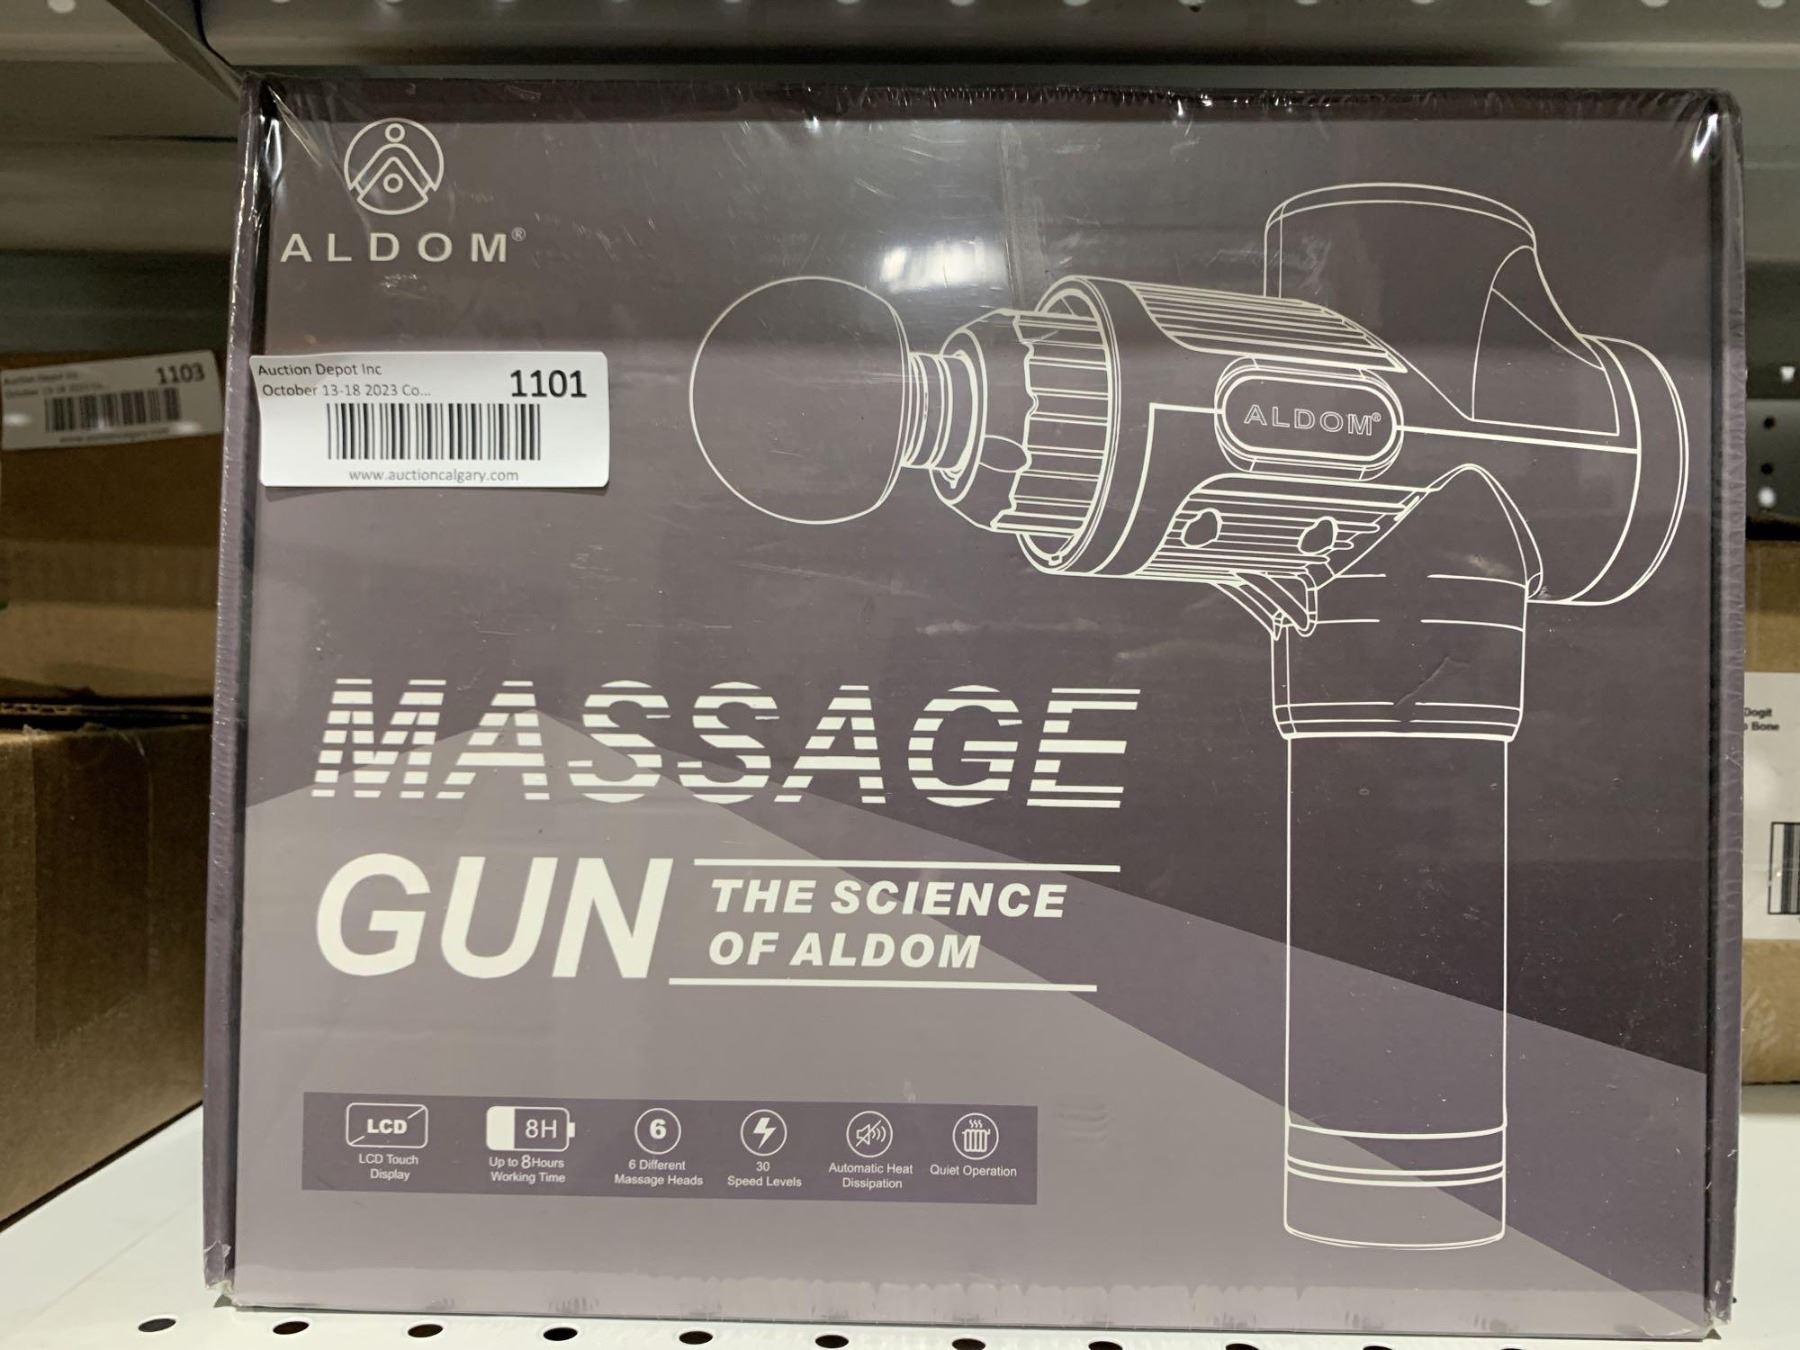 ALDOM®
Auction Depot Inc
October 13-18 2023 Co...
1101
www.auctioncalgary.com
1103
ALDOM®
MASSAGE
GUN
THE SCIENCE
OF ALDOM
LCD
LCD Touch
Display
8H
Up to 8Hours
Working Time
6
6 Different
Massage Heads
30
Speed Levels
Automatic Heat
Dissipation
Quiet Operation
Dogit
Bone